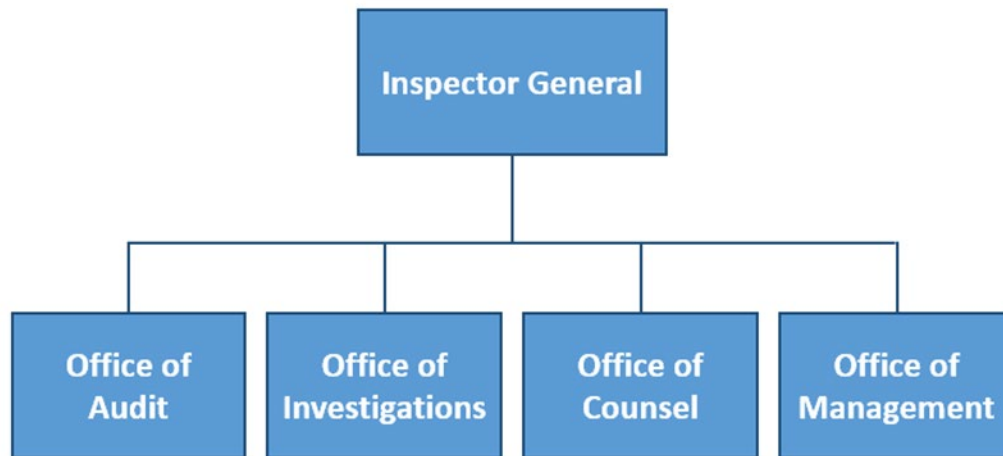 Inspector General
Office of
Audit
Office of
Investigations
Office of
Counsel
Office of
Management